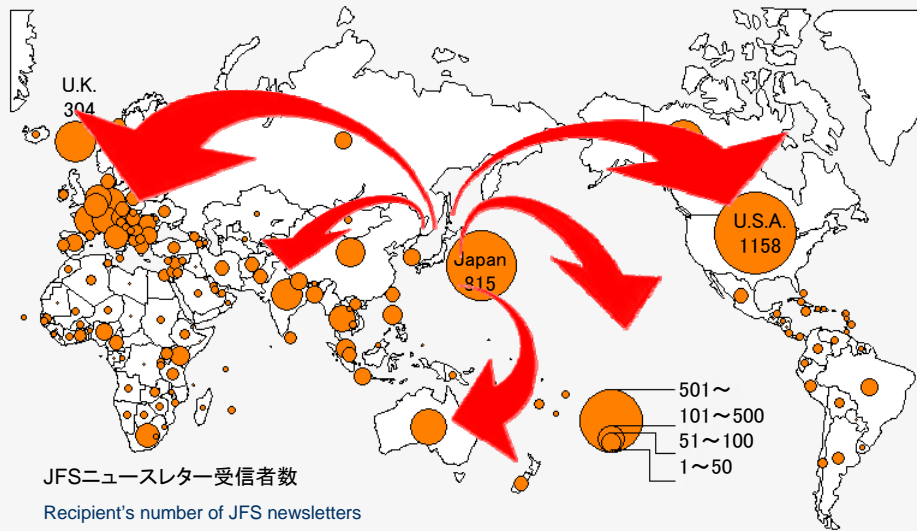 U.K.
304
U.S.A.
1158
Japan
815
501～
101～500
51～100
1～50
JFSニュースレター受信者数
Recipient's number of JFS newsletters